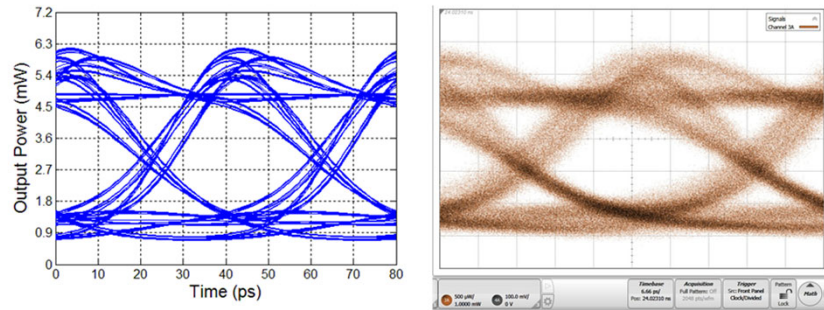 7.2
6.3
5.4
4.5
3.6
2.7
1.8
0.9
0
Output Power (mW)
0 10 20 30 40 50 60 70 80
Time (ps)
24.02310 ns
Signals
Channel 3A
500 µW/
1.0000 mW
100.0 mV/
0 V
Timebase
6.66 ps/
Pos: 24.02310 ns
Acquisition
Full Pattern: Off
Trigger
Src: Front Panel
Clock/Divided
Pattern
Lock
Math